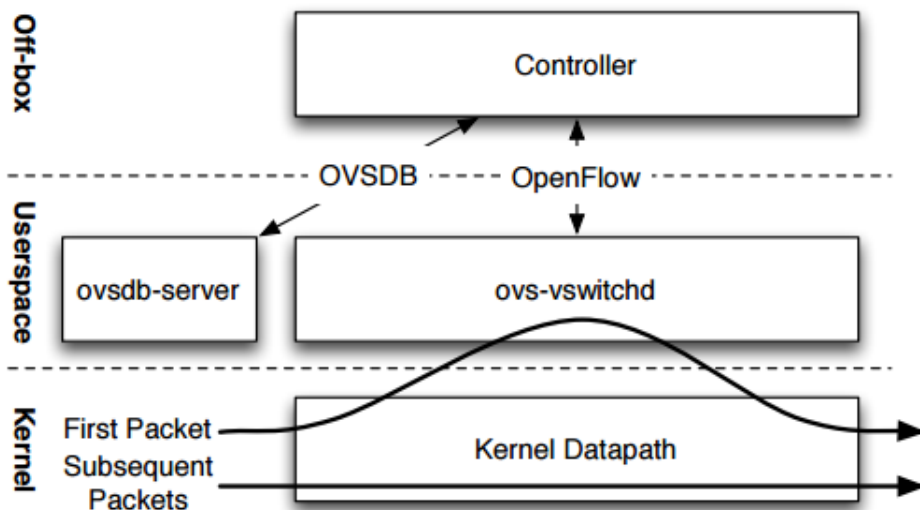 Off-box
Controller
OVSDB
OpenFlow
Userspace
ovsdb-server
ovs-vswitchd
Kernel
First Packet
Kernel Datapath
Subsequent
Packets